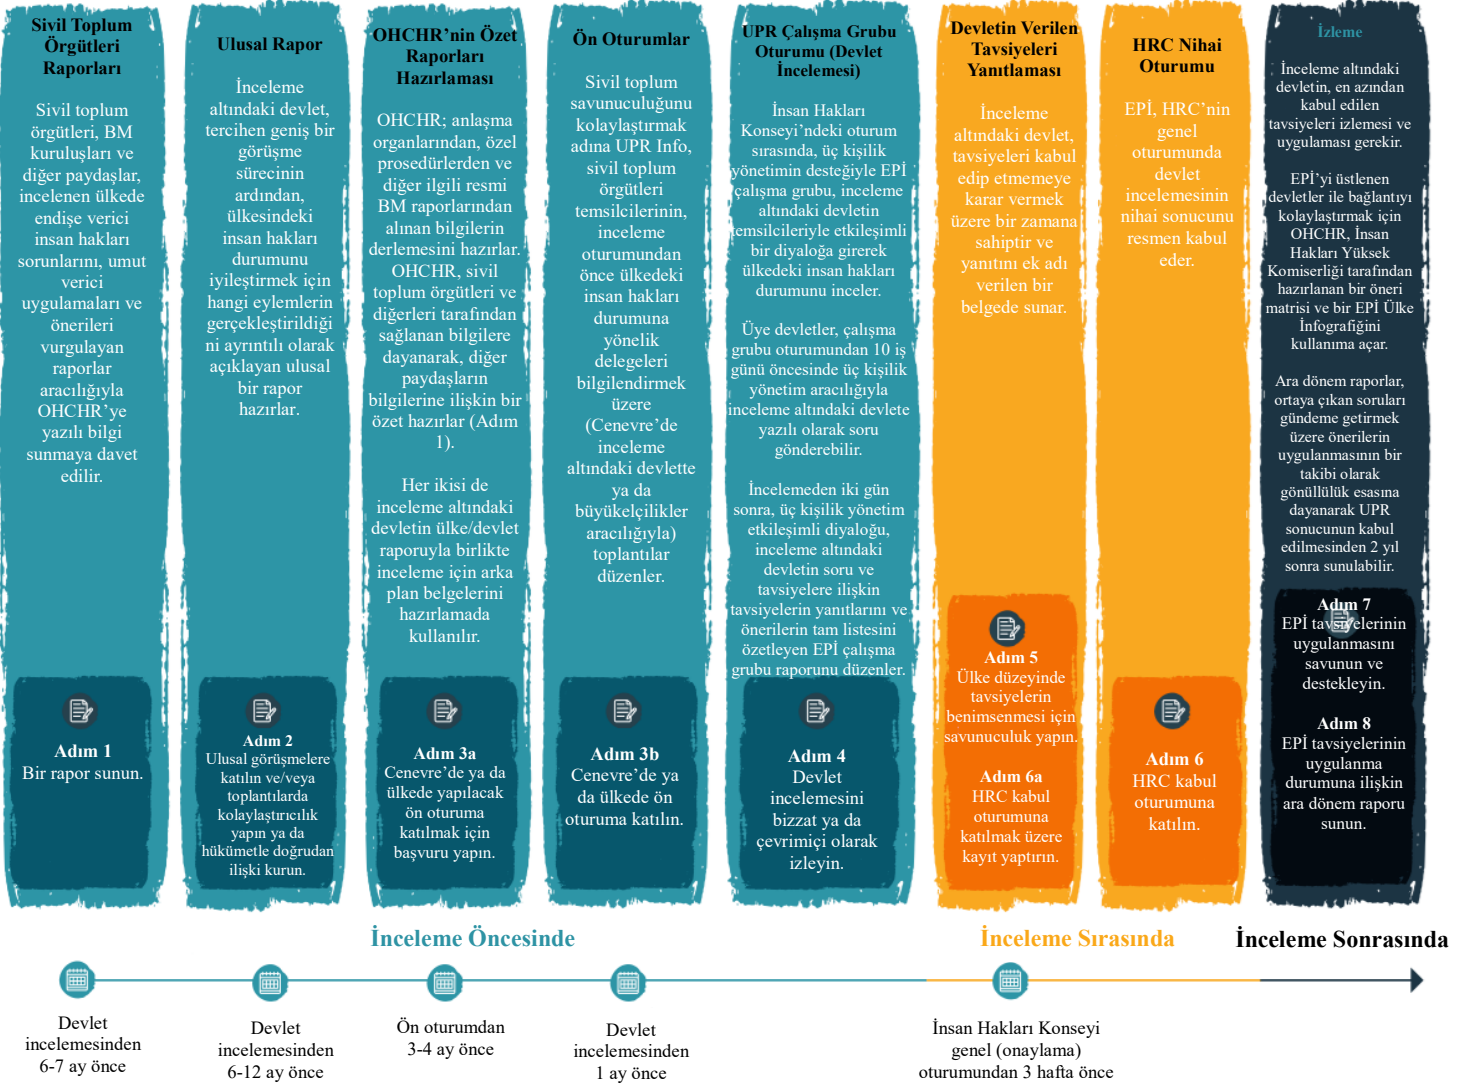 Sivil Toplum
Örgütleri
Raporları
Sivil toplum
örgütleri, BM
kuruluşları ve
diğer paydaşlar,
incelenen ülkede
endişe verici
insan hakları
sorunlarını, umut
verici
uygulamaları ve
önerileri
vurgulayan
raporlar
aracılığıyla
OHCHR’ye
yazılı bilgi
sunmaya davet
edilir.
Adım 1
Bir rapor sunun.
Ulusal Rapor
İnceleme
altındaki devlet,
tercihen geniş bir
görüşme
sürecinin
ardından,
ülkesindeki
insan hakları
durumunu
iyileştirmek için
hangi eylemlerin
gerçekleştirildiği
ni ayrıntılı olarak
açıklayan ulusal
bir rapor
hazırlar.
Adım 2
Ulusal görüşmelere
katılın ve/veya
toplantılarda
kolaylaştırıcılık
yapın ya da
hükümetle doğrudan
ilişki kurun.
OHCHR’nin Özet
Raporları
Hazırlaması
OHCHR; anlaşma
organlarından, özel
prosedürlerden ve
diğer ilgili resmi
BM raporlarından
alınan bilgilerin
derlemesini hazırlar.
OHCHR, sivil
toplum örgütleri ve
diğerleri tarafından
sağlanan bilgilere
dayanarak, diğer
paydaşların
bilgilerine ilişkin bir
özet hazırlar (Adım
1).
Her ikisi de
inceleme altındaki
devletin ülke/devlet
raporuyla birlikte
inceleme için arka
plan belgelerini
hazırlamada
kullanılır.
Adım 3a
Cenevre’de ya da
ülkede yapılacak
ön oturuma
katılmak için
başvuru yapın.
Ön Oturumlar
Sivil toplum
savunuculuğunu
kolaylaştırmak
adına UPR Info,
sivil toplum
örgütleri
temsilcilerinin,
inceleme
oturumundan
önce ülkedeki
insan hakları
durumuna
yönelik
delegeleri
bilgilendirmek
üzere
(Cenevre’de
inceleme
altındaki devlette
ya da
büyükelçilikler
aracılığıyla)
toplantılar
düzenler.
Adım 3b
Cenevre’de ya
da ülkede ön
oturuma katılın.
UPR Çalışma Grubu
Oturumu (Devlet
İncelemesi)
İnsan Hakları
Konseyi’ndeki oturum
sırasında, üç kişilik
yönetimin desteğiyle EPİ
çalışma grubu, inceleme
altındaki devletin
temsilcileriyle etkileşimli
bir diyaloğa girerek
ülkedeki insan hakları
durumunu inceler.
Üye devletler, çalışma
grubu oturumundan 10 iş
günü öncesinde üç kişilik
yönetim aracılığıyla
inceleme altındaki devlete
yazılı olarak soru
gönderebilir.
İncelemeden iki gün
sonra, üç kişilik yönetim
etkileşimli diyaloğu,
inceleme altındaki
devletin soru ve
tavsiyelere ilişkin
tavsiyelerin yanıtlarını ve
önerilerin tam listesini
özetleyen EPİ çalışma
grubu raporunu düzenler.
Adım 4
Devlet
incelemesini
bizzat ya da
çevrimiçi olarak
izleyin.
Devletin Verilen
Tavsiyeleri
Yanıtlaması
İnceleme
altındaki devlet,
tavsiyeleri kabul
edip etmemeye
karar vermek
üzere bir zamana
sahiptir ve
yanıtını ek adı
verilen bir
belgede sunar.
Adım 5
Ülke düzeyinde
tavsiyelerin
benimsenmesi için
savunuculuk yapın.
Adım 6a
HRC kabul
oturumuna
katılmak üzere
kayıt yaptırın.
HRC Nihai
Oturumu
EPİ, HRC’nin
genel
oturumunda
devlet
incelemesinin
nihai sonucunu
resmen kabul
eder.
Adım 6
HRC kabul
oturumuna
katılın.
İzleme
İnceleme altındaki
devletin, en azından
kabul edilen
tavsiyeleri izlemesi ve
uygulaması gerekir.
EPİ’yi üstlenen
devletler ile bağlantıyı
kolaylaştırmak için
OHCHR, İnsan
Hakları Yüksek
Komiserliği tarafından
hazırlanan bir öneri
matrisi ve bir EPİ Ülke
İnfografiğini
kullanıma açar.
Ara dönem raporlar,
ortaya çıkan soruları
gündeme getirmek
üzere önerilerin
uygulanmasının bir
takibi olarak
gönüllülük esasına
dayanarak UPR
sonucunun kabul
edilmesinden 2 yıl
sonra sunulabilir.
Adım 7
EPİ tavsiyelerinin
uygulanmasını
savunun ve
destekleyin.
Adım 8
EPİ tavsiyelerinin
uygulanma
durumuna ilişkin
ara dönem raporu
sunun.
İnceleme Öncesinde
İnceleme Sırasında
İnceleme Sonrasında
Devlet
incelemesinden
6-7 ay önce
Devlet
incelemesinden
6-12 ay önce
Ön oturumdan
3-4 ay önce
Devlet
incelemesinden
1 ay önce
İnsan Hakları Konseyi
genel (onaylama)
oturumundan 3 hafta önce